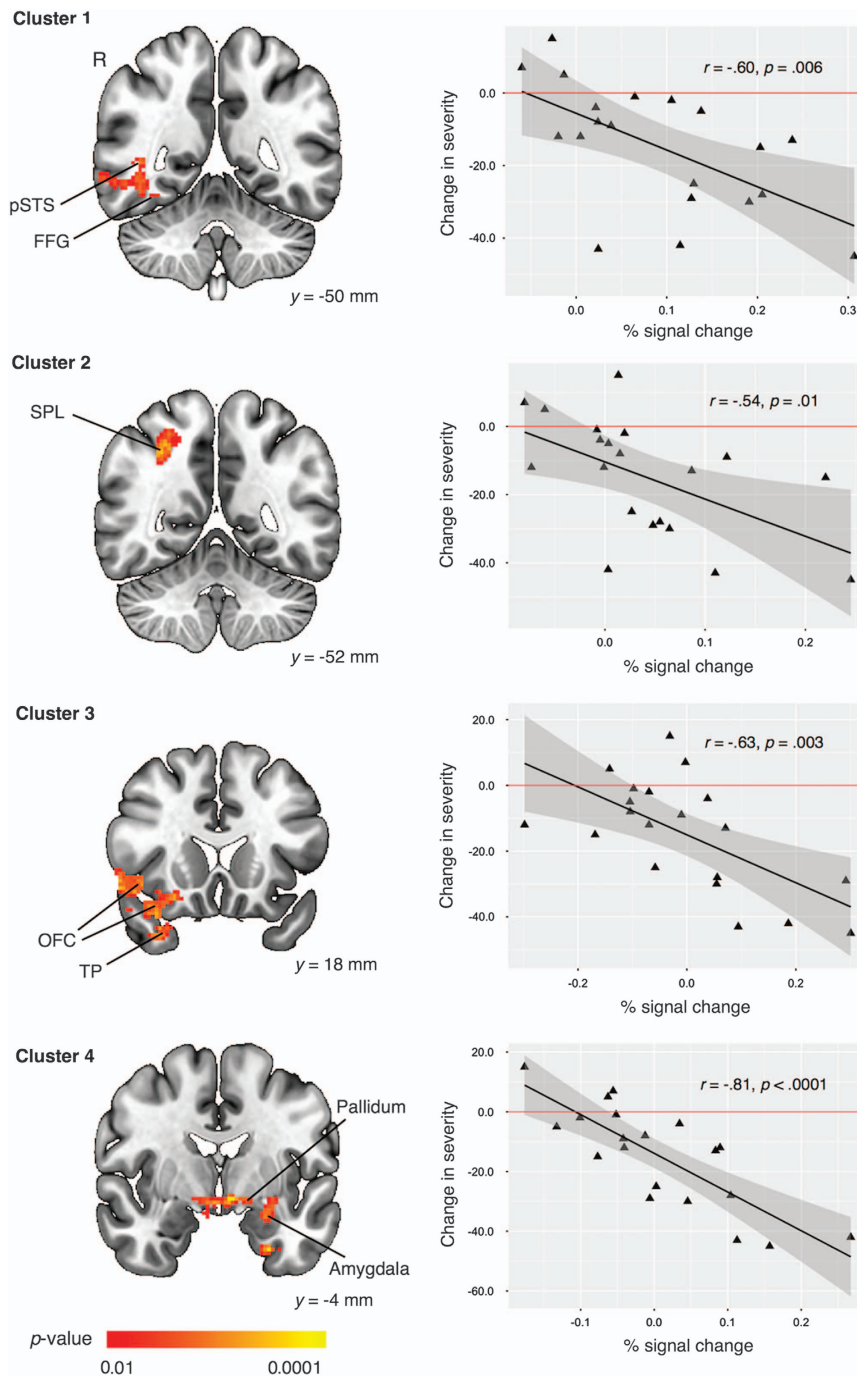 Cluster 1
R
pSTS
FFG
y = -50 mm
r = -.60, p = .006
Change in severity
0.0
-20.0
-40.0
0.0 0.1 0.2 0.3
% signal change
Cluster 2
SPL
y = -52 mm
r = -.54, p = .01
Change in severity
0.0
-20.0
-40.0
0.0 0.1 0.2
% signal change
Cluster 3
OFC
TP
y = 18 mm
r = -.63, p = .003
Change in severity
20.0
0.0
-20.0
-40.0
-0.2 0.0 0.2
% signal change
Cluster 4
Pallidum
Amygdala
y = -4 mm
r = -.81, p < .0001
Change in severity
20.0
0.0
-20.0
-40.0
-60.0
-0.1 0.0 0.1 0.2
% signal change
p-value
0.01 0.0001